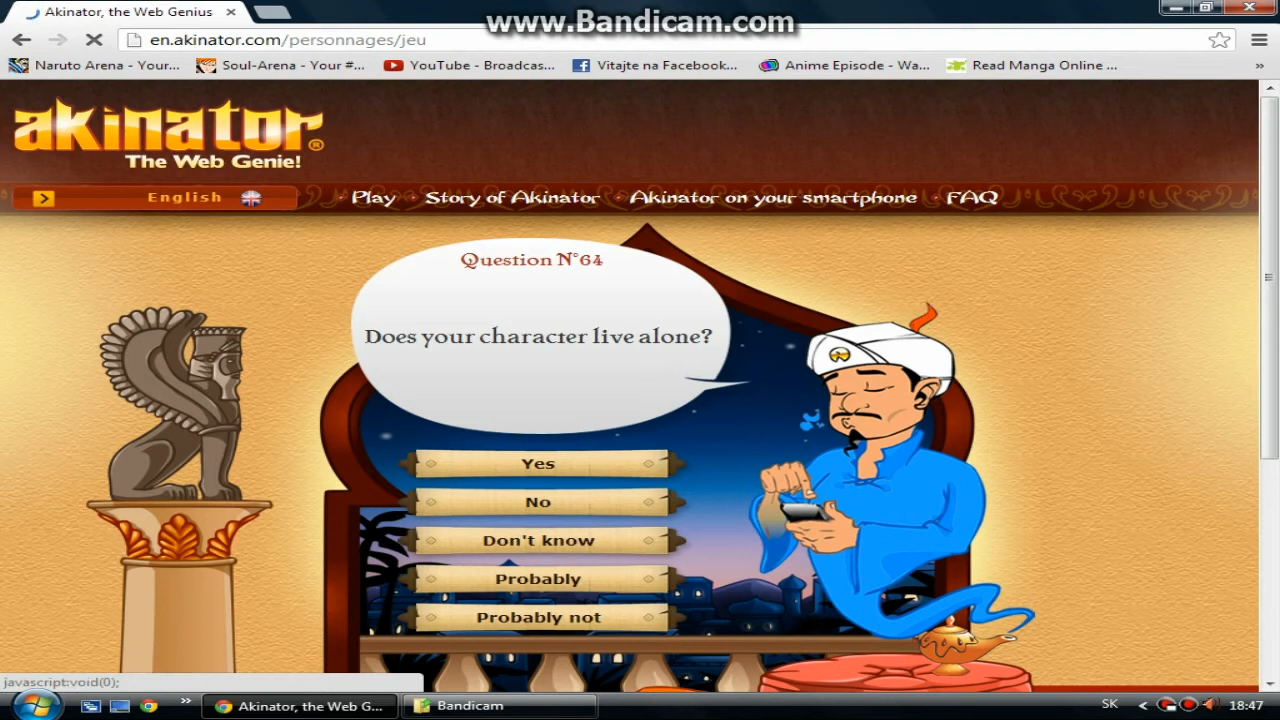 Akinator, the Web Genius
www.Bandicam.com
en.akinator.com/personnages/jeu
Naruto Arena - Your...
Soul-Arena - Your #...
YouTube - Broadcas...
Vitajte na Facebook...
Anime Episode - Wa...
Read Manga Online ...
»
akinator®
The Web Genie!
English
Play
Story of Akinator
Akinator on your smartphone
FAQ
Question N°64
Does your character live alone?
Yes
No
Don't know
Probably
Probably not
javascript:void(0);
»
Akinator, the Web G...
Bandicam
SK
18:47